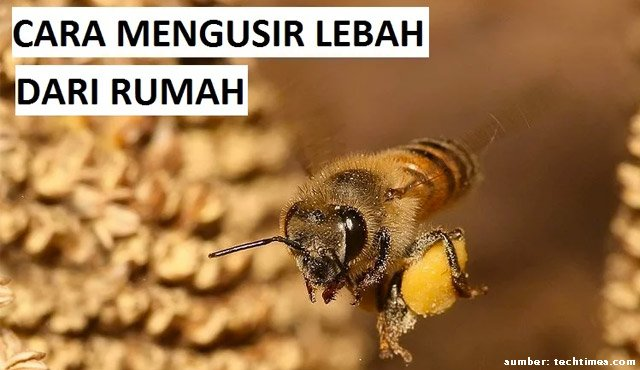 CARA MENGUSIR LEBAH
DARI RUMAH
sumber: techtimes.com